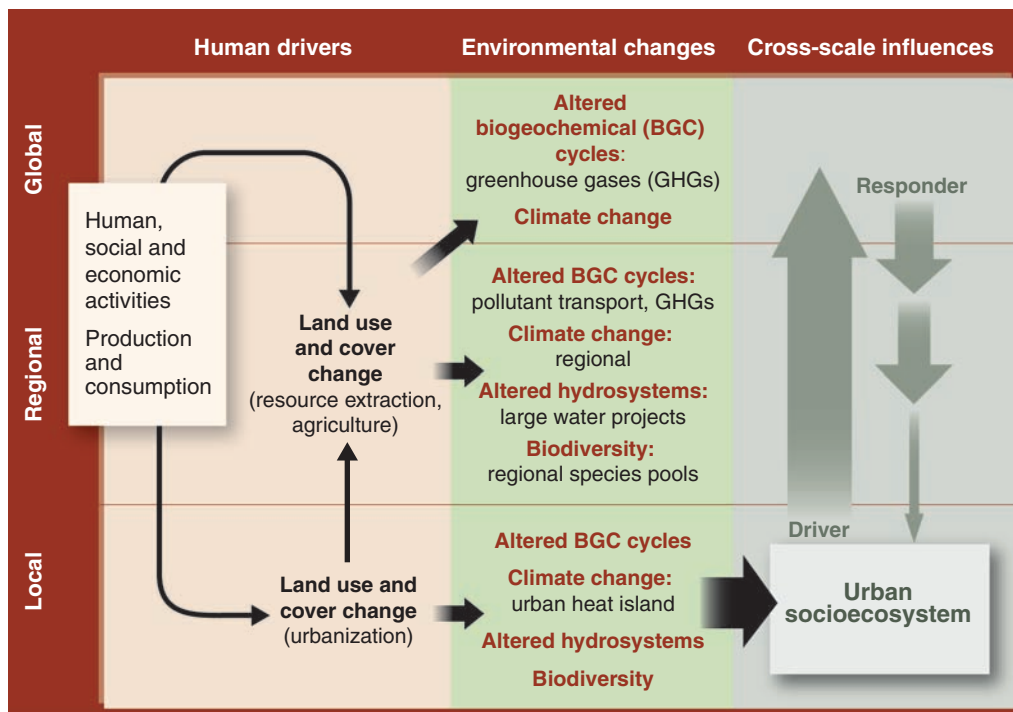 Human drivers
Environmental changes
Cross-scale influences
Global
Regional
Local
Human,
social and
economic
activities
Production
and
consumption
Land use
and cover
change
(resource extraction,
agriculture)
Land use and
cover change
(urbanization)
Altered
biogeochemical (BGC)
cycles:
greenhouse gases (GHGs)
Climate change
Altered BGC cycles:
pollutant transport, GHGs
Climate change:
regional
Altered hydrosystems:
large water projects
Biodiversity:
regional species pools
Altered BGC cycles
Climate change:
urban heat island
Altered hydrosystems
Biodiversity
Responder
Driver
Urban
socioecosystem